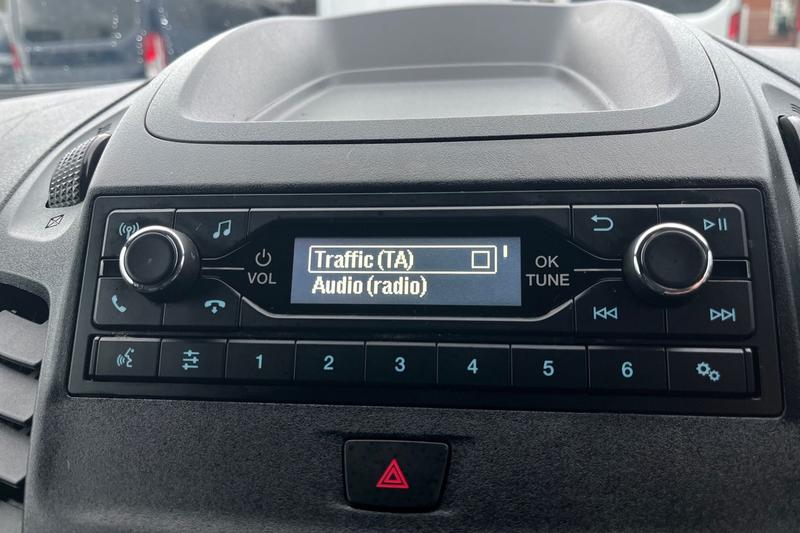 Traffic (TA)
Audio (radio)
VOL
OK
TUNE
1 2 3 4 5 6